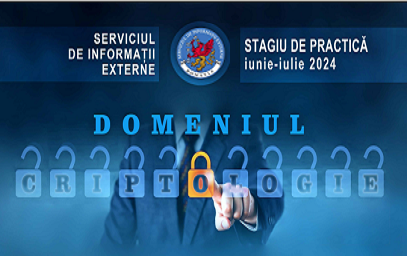 SERVICIUL
DE INFORMAȚII
EXTERNE
STAGIU DE PRACTICĂ
iunie-iulie 2024
DOMENIUL
CRIPTOLOGIE